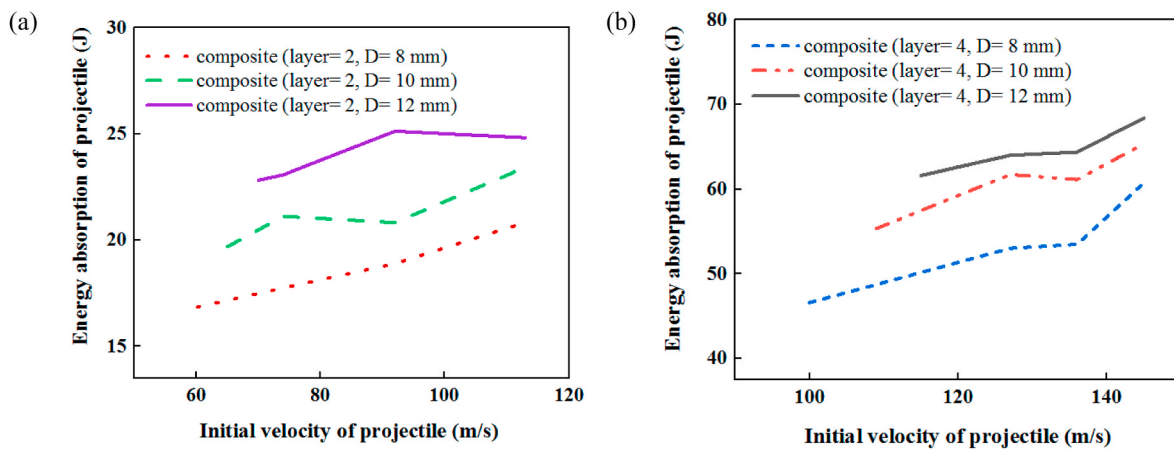 (a)
Energy absorption of projectile (J)
30
25
20
15
composite (layer= 2, D= 8 mm)
composite (layer= 2, D= 10 mm)
composite (layer= 2, D= 12 mm)
60
80
100
120
Initial velocity of projectile (m/s)
(b)
Energy absorption of projectile (J)
80
70
60
50
40
composite (layer= 4, D= 8 mm)
composite (layer= 4, D= 10 mm)
composite (layer= 4, D= 12 mm)
100
120
140
Initial velocity of projectile (m/s)